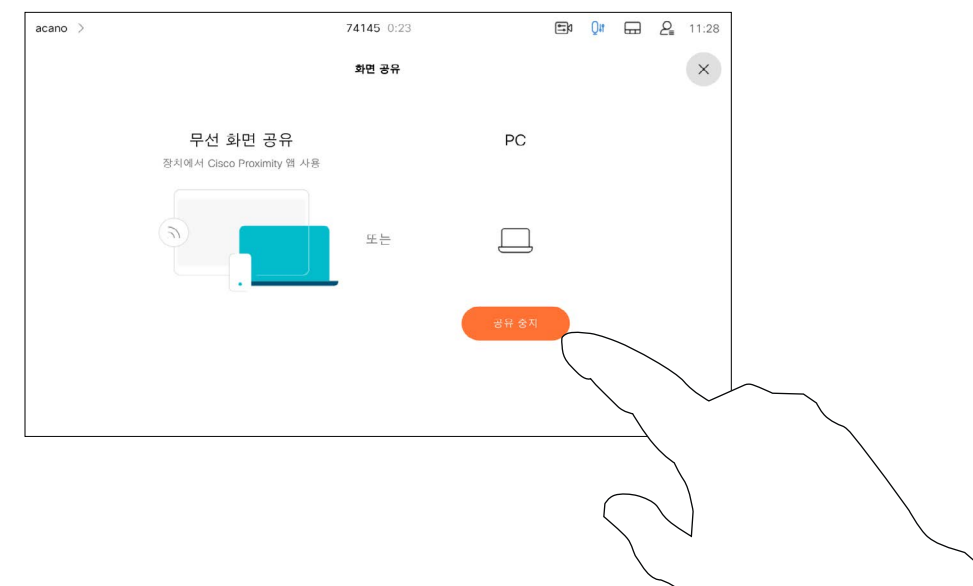 acano
74145 0:23
11:28
화면 공유
무선 화면 공유
장치에서 Cisco Proximity 앱 사용
PC
또는
공유 중지